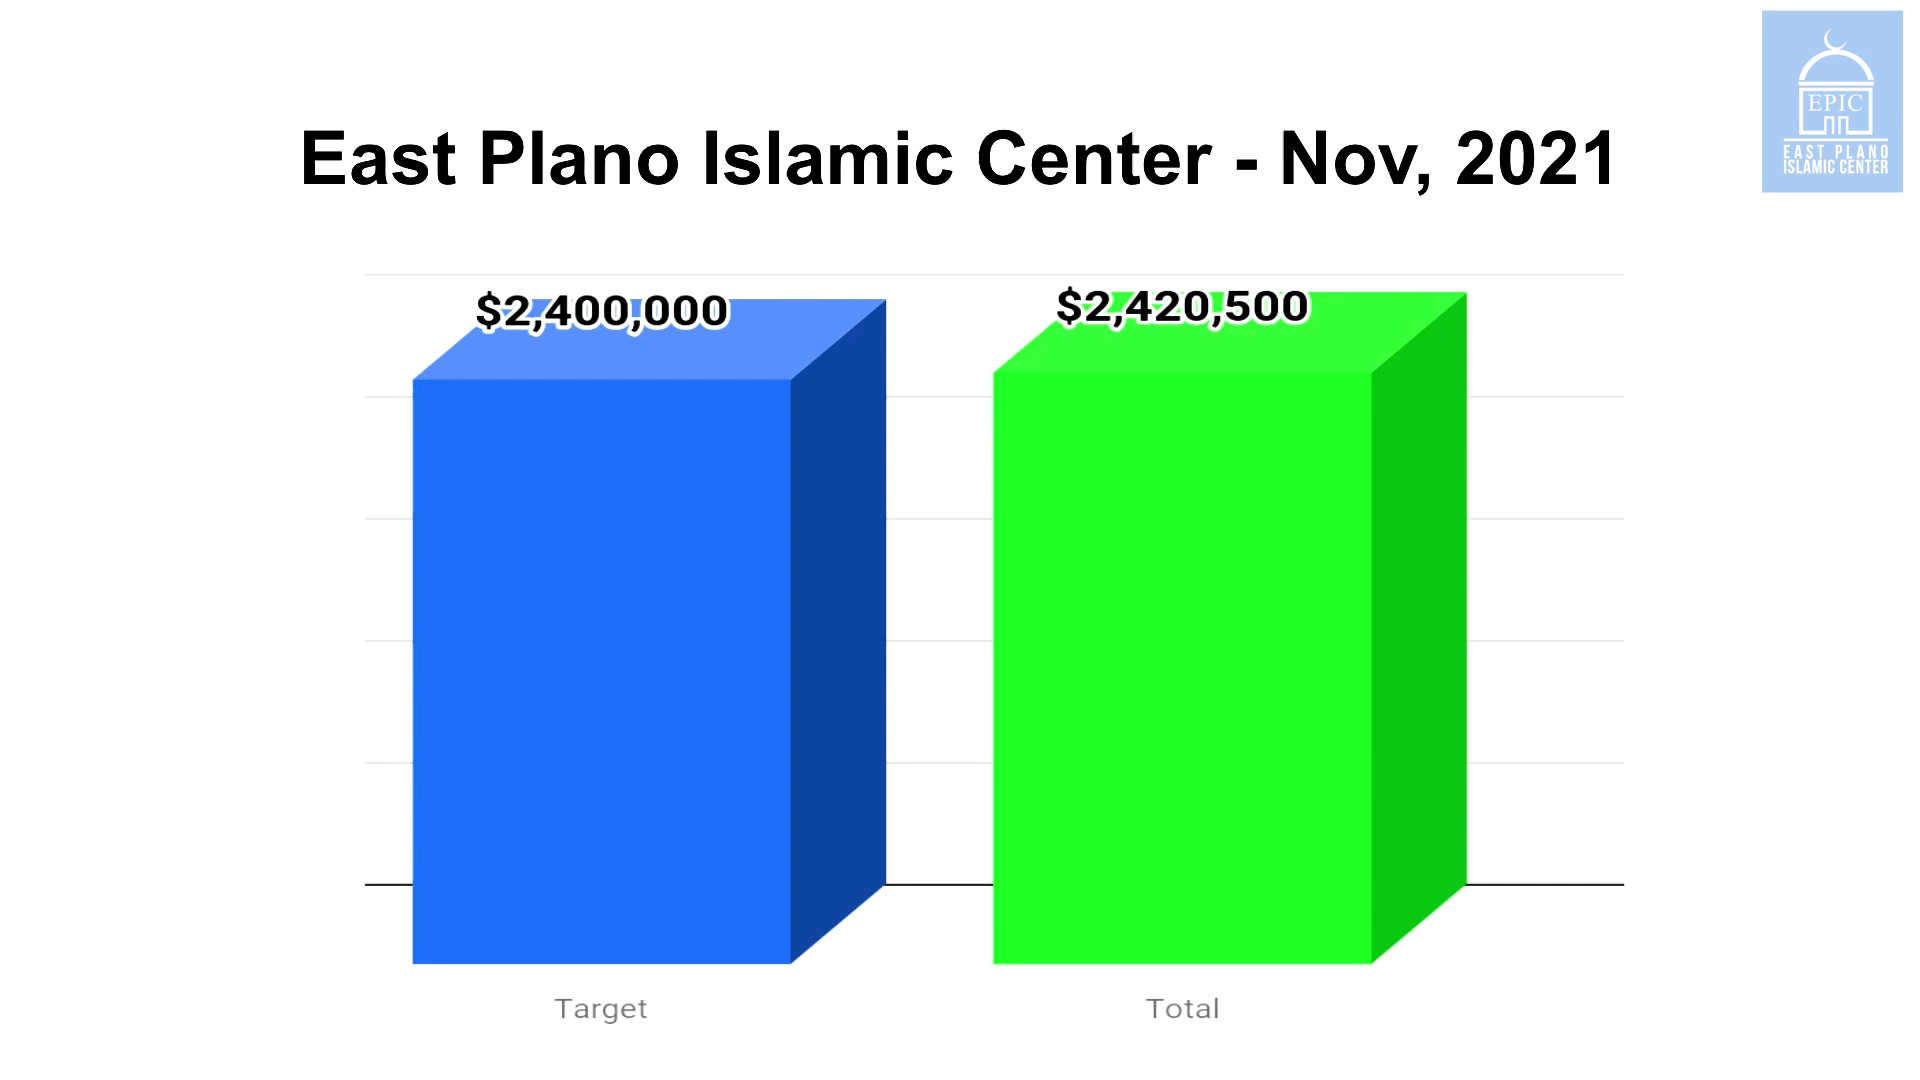 East Plano Islamic Center - Nov, 2021
EPIC
EAST PLANO
ISLAMIC CENTER
$2,400,000
$2,420,500
Target
Total